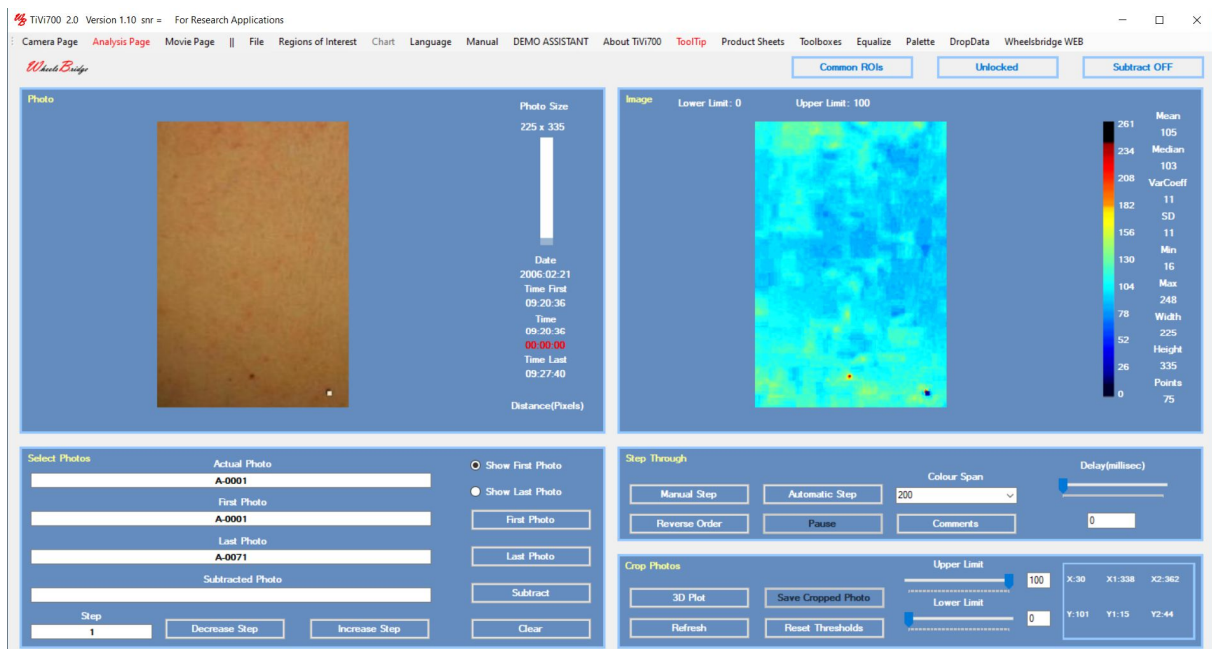 TiVi700 2.0 Version 1.10 snr = For Research Applications
Camera Page Analysis Page Movie Page || File Regions of Interest Chart Language Manual DEMO ASSISTANT About TiVi700 ToolTip Product Sheets Toolboxes Equalize Palette DropData Wheelsbridge WEB
WheelsBridge
Common ROIs Unlocked Subtract OFF
Photo
Photo Size
225 x 335
Date
2006:02:21
Time First
09:20:36
Time
09:20:36
00:00:00
Time Last
09:27:40
Distance(Pixels)
Image Lower Limit: 0 Upper Limit: 100
261
234
208
182
156
130
104
78
52
26
0
Mean
105
Median
103
VarCoeff
11
SD
11
Min
16
Max
248
Width
225
Height
335
Points
75
Select Photos
Actual Photo
A-0001
First Photo
A-0001
Last Photo
A-0071
Subtracted Photo
Step
1
Decrease Step Increase Step
Show First Photo
Show Last Photo
First Photo
Last Photo
Subtract
Clear
Step Through
Manual Step Automatic Step
Reverse Order Pause
Colour Span
200
Comments
Delay(millisec)
0
Crop Photos
3D Plot Save Cropped Photo
Refresh Reset Thresholds
Upper Limit
100
Lower Limit
0
X:30 X1:338 X2:362
Y:101 Y1:15 Y2:44